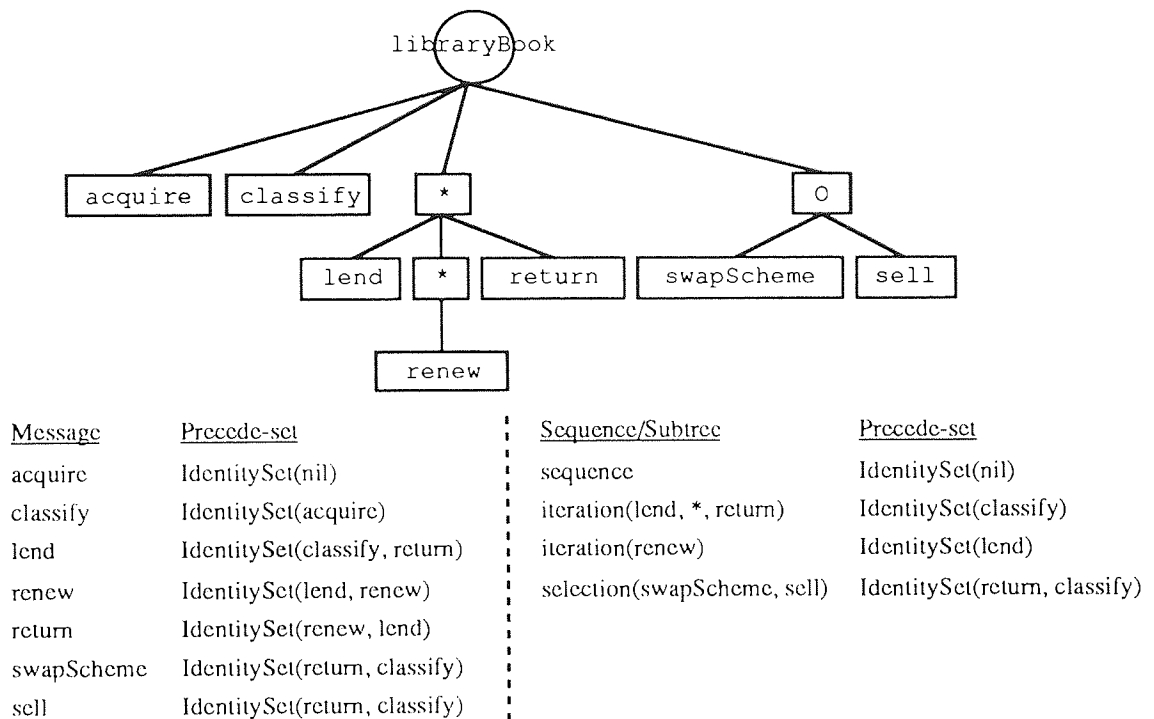 libraryBook
acquire classify * O
lend * return swapScheme sell
renew
Message Precede-set Sequence/Subtree Precede-set
acquire IdentitySet(nil) sequence IdentitySet(nil)
classify IdentitySet(acquire) iteration(lend, *, return) IdentitySet(classify)
lend IdentitySet(classify, return) iteration(renew) IdentitySet(lend)
renew IdentitySet(lend, renew) selection(swapScheme, sell) IdentitySet(return, classify)
return IdentitySet(renew, lend)
swapScheme IdentitySet(return, classify)
sell IdentitySet(return, classify)